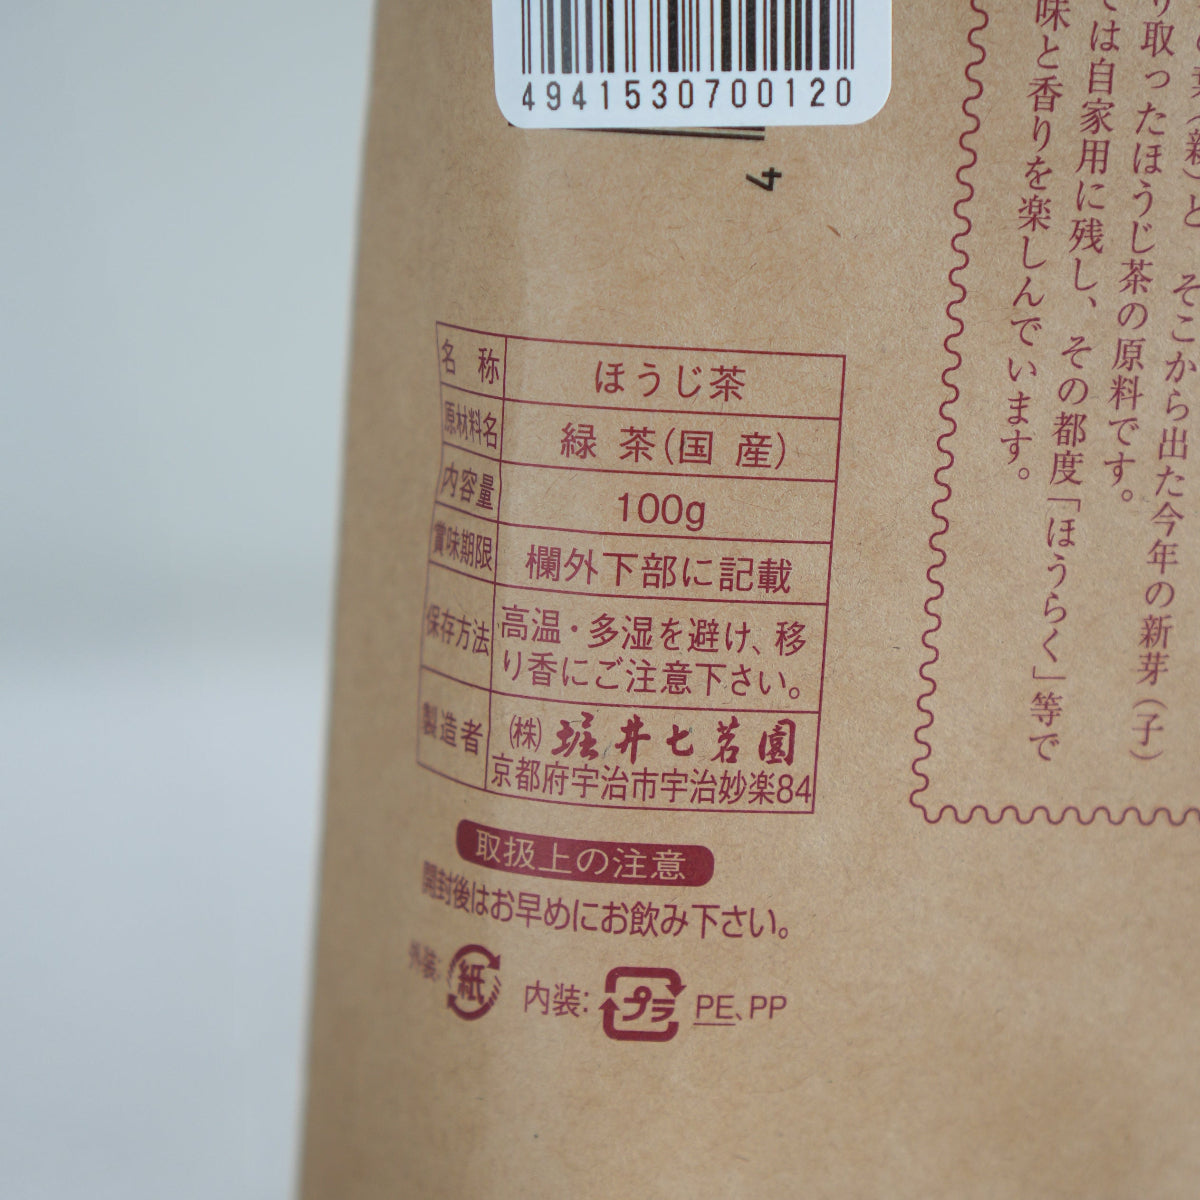 4941530700120
4
名 称 ほうじ茶
原材料名 緑 茶(国 産)
内容量 100g
賞味期限 欄外下部に記載
保存方法 高温・多湿を避け、移
り香にご注意下さい。
製造者 (株) 堀井七茗園
京都府宇治市宇治妙楽84
取扱上の注意
開封後はお早めにお飲み下さい。
外装: 紙 内装: プラ PE、PP
と、そこから出た今年の新芽(子)
り取ったほうじ茶の原料です。
では自家用に残し、その都度「ほうらく」等で
味と香りを楽しんでいます。